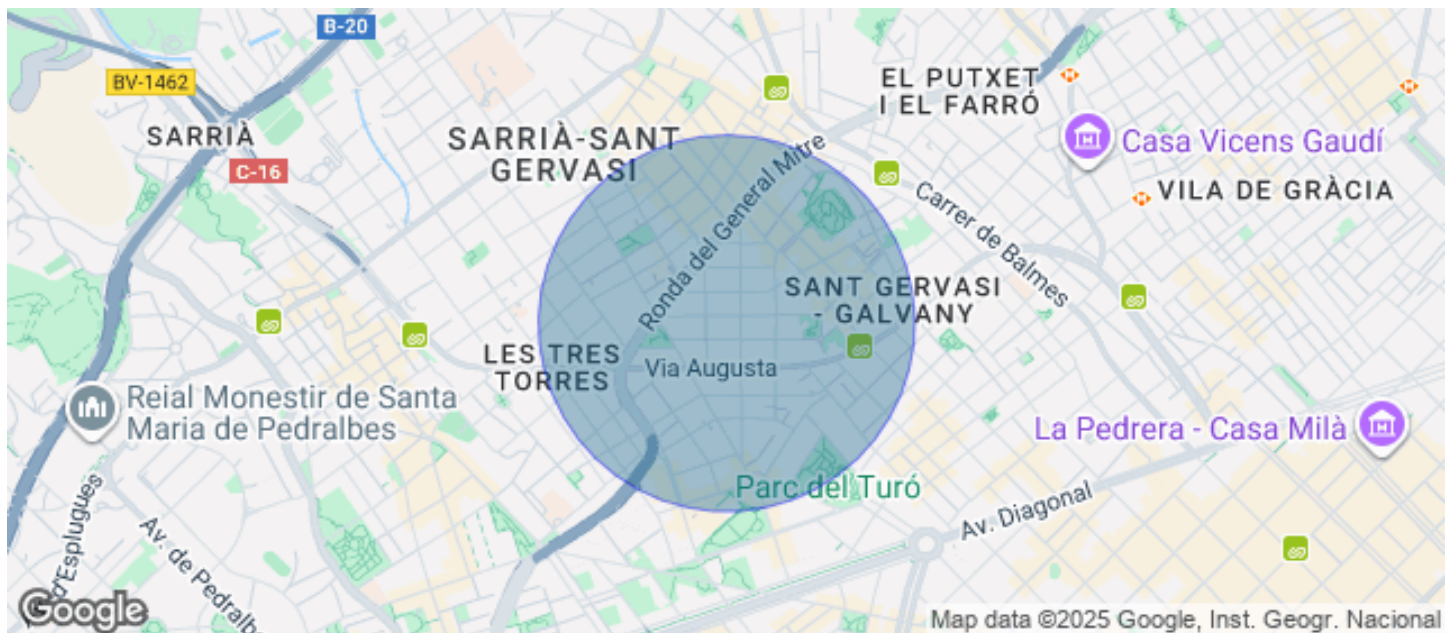 B-20
BV-1462
SARRIÀ
C-16
SARRIÀ-SANT
GERVASI
EL PUTXET
I EL FARRÓ
Casa Vicens Gaudí
VILA DE GRÀCIA
Ronda del General Mitre
Carrer de Balmes
SANT GERVASI
- GALVANY
LES TRES
TORRES
Via Augusta
Reial Monestir de Santa
Maria de Pedralbes
La Pedrera - Casa Milà
Parc del Turó
Av. Diagonal
d'Esplugues
Av. de Pedralbes
Google
Map data ©2025 Google, Inst. Geogr. Nacional